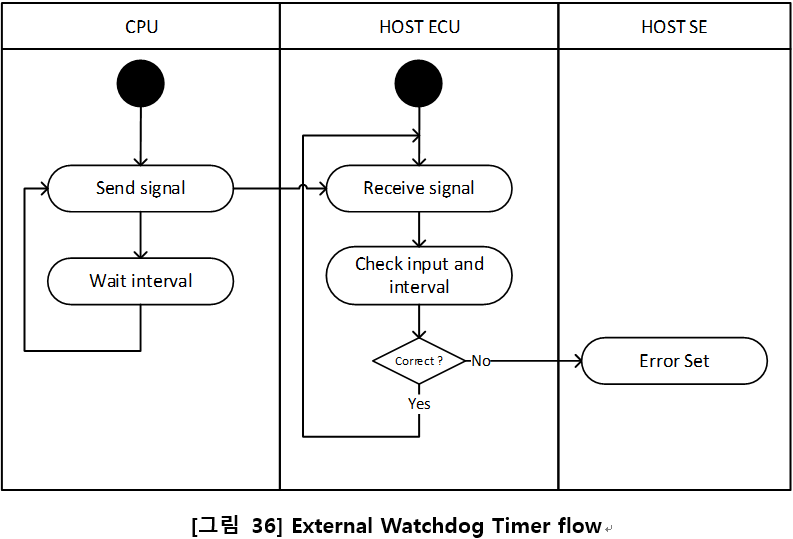 CPU
HOST ECU
HOST SE
Send signal
Receive signal
Wait interval
Check input and
interval
Correct ?
No
Error Set
Yes
[그림 36] External Watchdog Timer flow